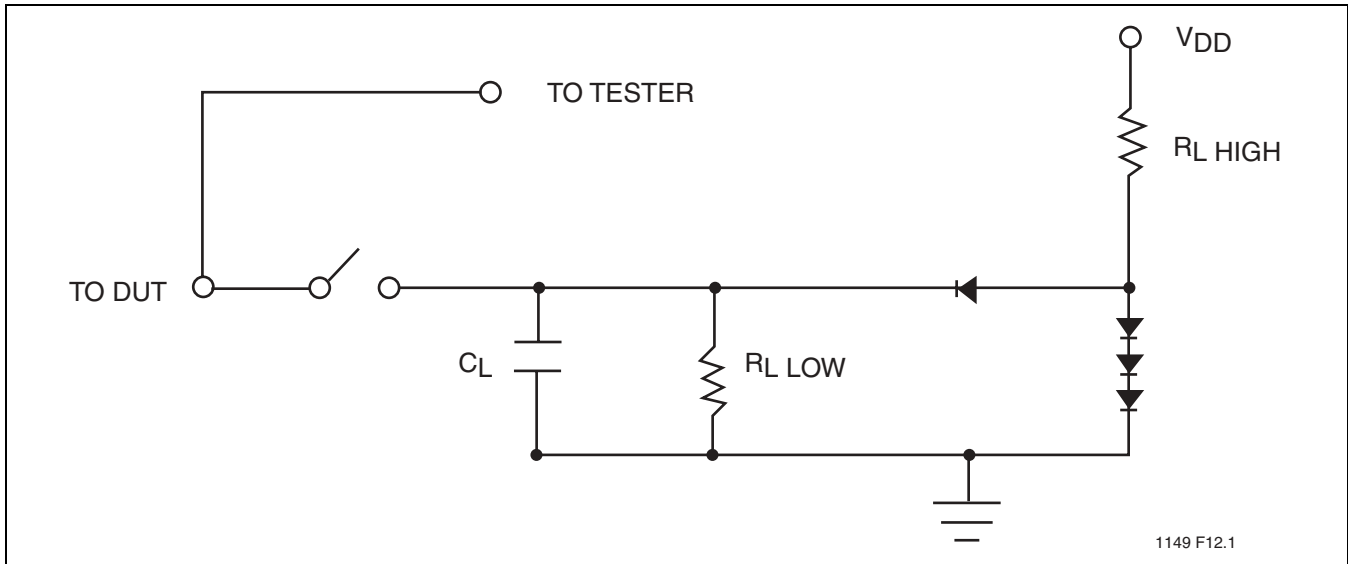 VDD
TO TESTER
RL HIGH
TO DUT
CL
RL LOW
1149 F12.1